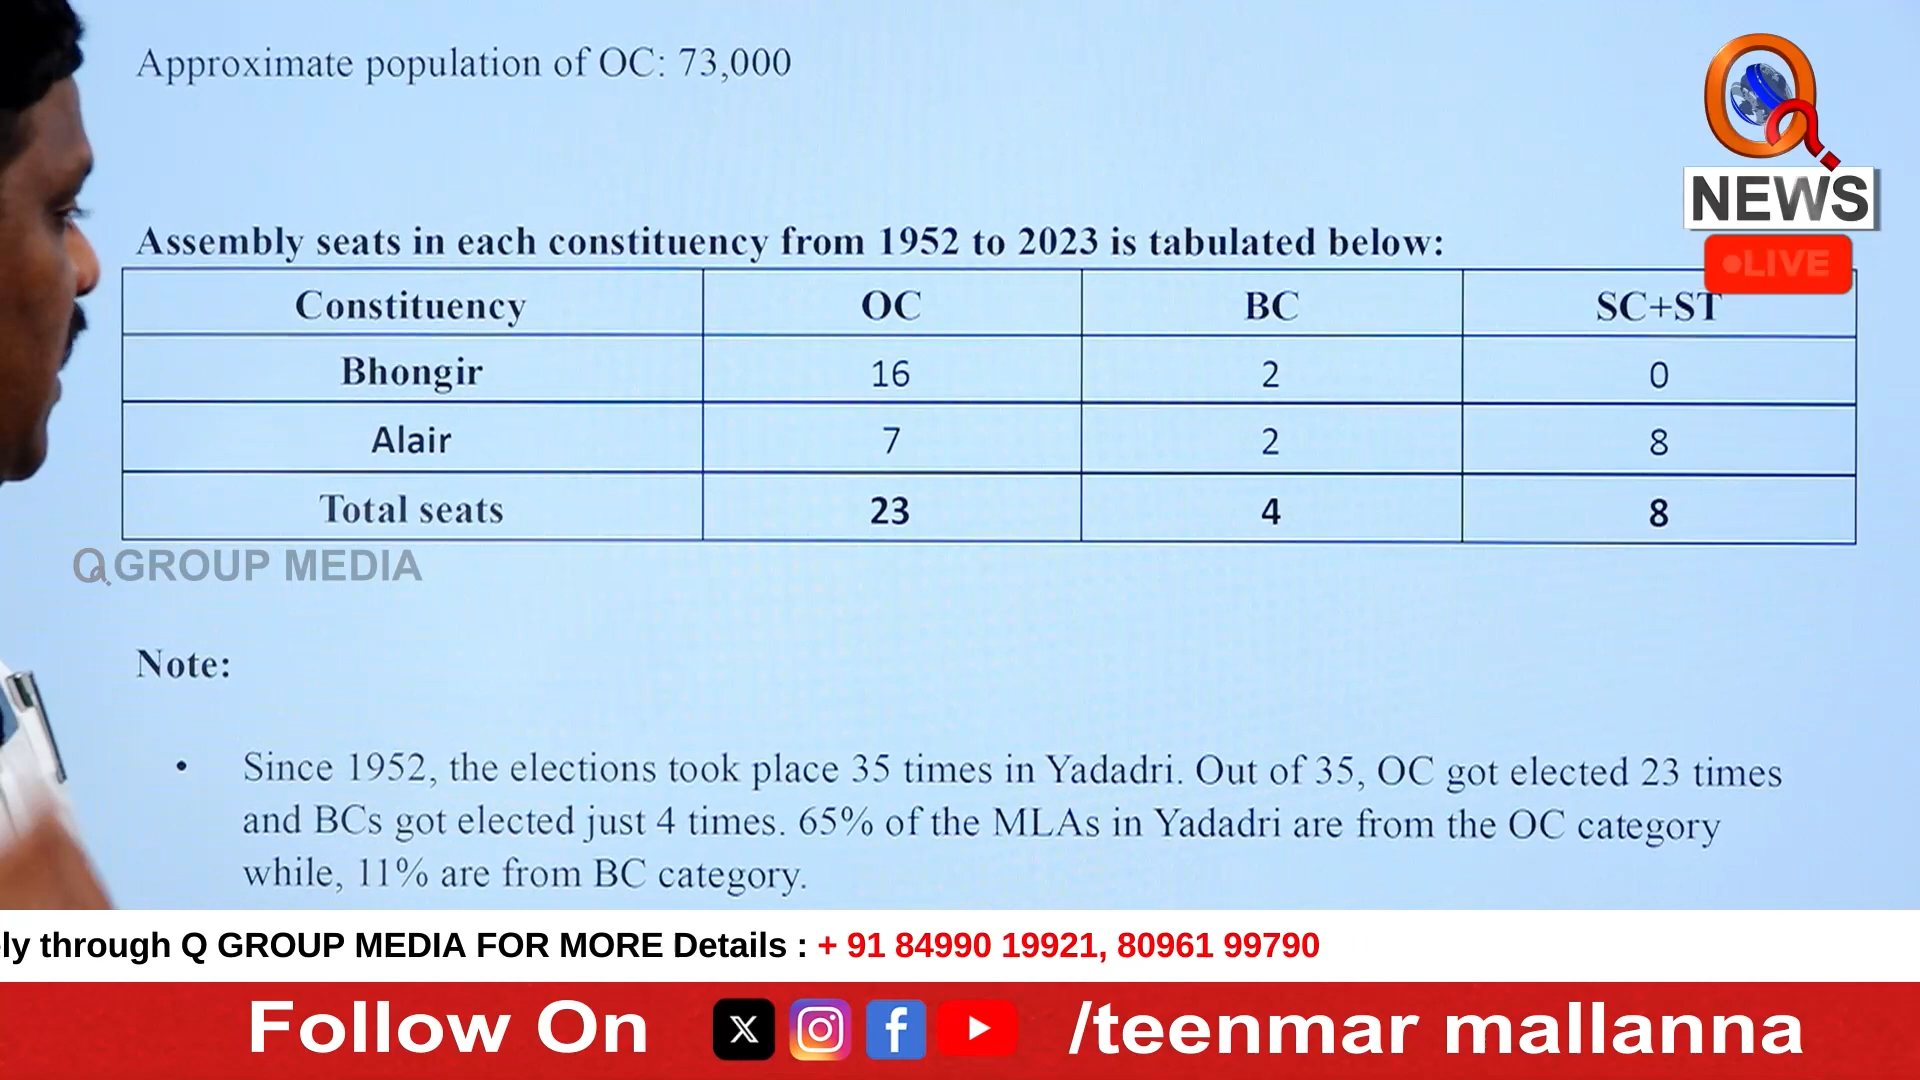 Approximate population of OC: 73,000
NEWS
LIVE
Assembly seats in each constituency from 1952 to 2023 is tabulated below:
Constituency OC BC SC+ST
Bhongir 16 2 0
Alair 7 2 8
Total seats 23 4 8
Q GROUP MEDIA
Note:
• Since 1952, the elections took place 35 times in Yadadri. Out of 35, OC got elected 23 times
and BCs got elected just 4 times. 65% of the MLAs in Yadadri are from the OC category
while, 11% are from BC category.
ly through Q GROUP MEDIA FOR MORE Details : + 91 84990 19921, 80961 99790
Follow On /teenmar mallanna